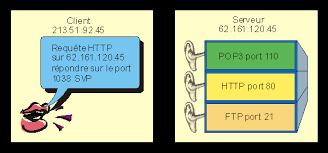 Client
213.51.92.45
Requête HTTP
sur 62.161.120.45
répondre sur le port
1038 SVP
Serveur
62.161.120.45
POP3 port 110
HTTP port 80
FTP port 21